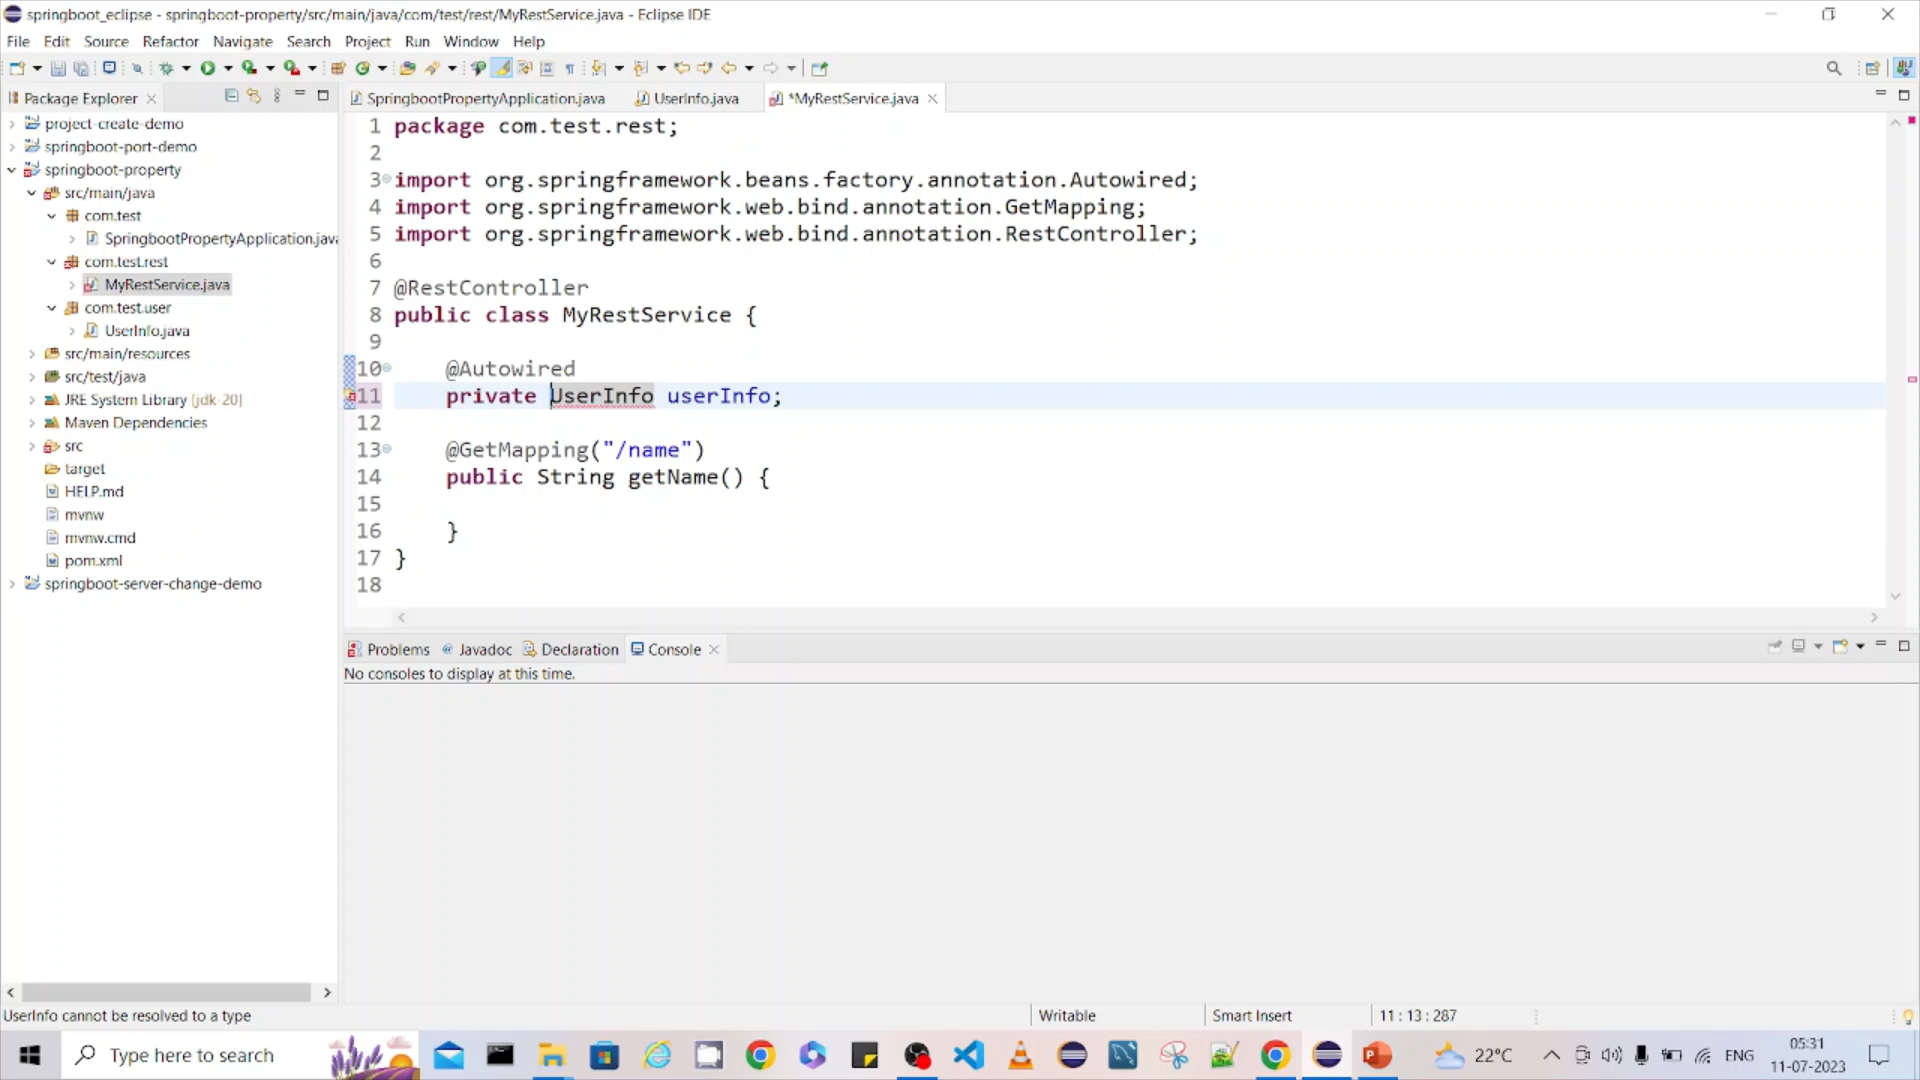 springboot_eclipse - springboot-property/src/main/java/com/test/rest/MyRestService.java - Eclipse IDE
File Edit Source Refactor Navigate Search Project Run Window Help
Package Explorer
SpringbootPropertyApplication.java UserInfo.java *MyRestService.java
project-create-demo
springboot-port-demo
springboot-property
src/main/java
com.test
SpringbootPropertyApplication.java
com.test.rest
MyRestService.java
com.test.user
UserInfo.java
src/main/resources
src/test/java
JRE System Library [jdk-20]
Maven Dependencies
src
target
HELP.md
mvnw
mvnw.cmd
pom.xml
springboot-server-change-demo
1 package com.test.rest;
2
3 import org.springframework.beans.factory.annotation.Autowired;
4 import org.springframework.web.bind.annotation.GetMapping;
5 import org.springframework.web.bind.annotation.RestController;
6
7 @RestController
8 public class MyRestService {
9
10 @Autowired
11 private UserInfo userInfo;
12
13 @GetMapping("/name")
14 public String getName() {
15
16 }
17 }
18
Problems Javadoc Declaration Console
No consoles to display at this time.
UserInfo cannot be resolved to a type Writable Smart Insert 11 : 13 : 287
Type here to search 22°C ENG 05:31
11-07-2023